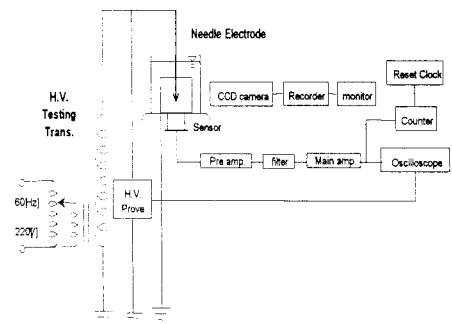 Needle Electrode
H.V.
Testing
Trans.
Reset Clock
CCD camera
Recorder
monitor
Counter
Sensor
Pre amp.
filter
Main amp.
Oscilloscope
H.V.
Prove
60[Hz]
220[V]